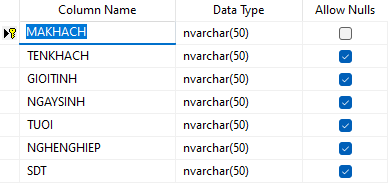 Column Name Data Type Allow Nulls
MAKHACH nvarchar(50)
TENKHACH nvarchar(50)
GIOITINH nvarchar(50)
NGAYSINH nvarchar(50)
TUOI nvarchar(50)
NGHENGHIEP nvarchar(50)
SDT nvarchar(50)